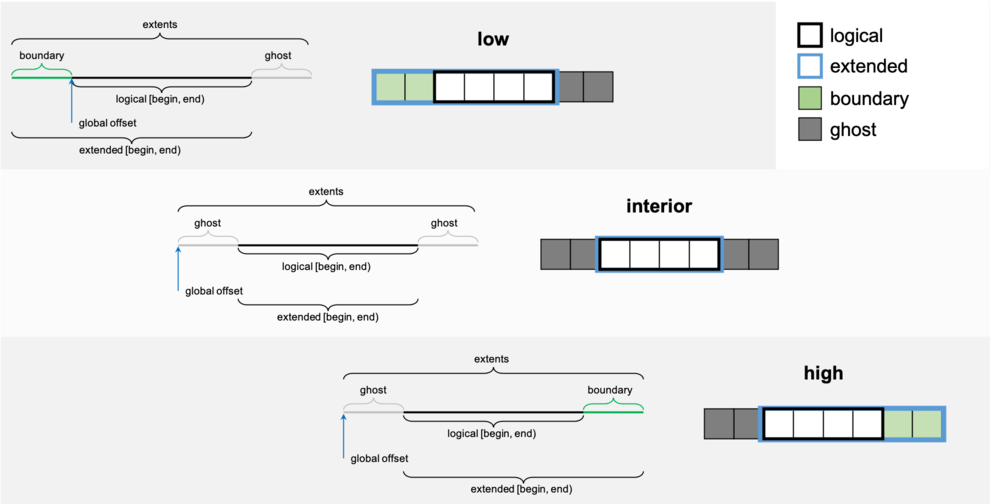 extents
boundary
ghost
logical [begin, end)
global offset
extended [begin, end)
low
logical
extended
boundary
ghost
extents
ghost
ghost
logical [begin, end)
global offset
extended [begin, end)
interior
extents
ghost
boundary
logical [begin, end)
global offset
extended [begin, end)
high